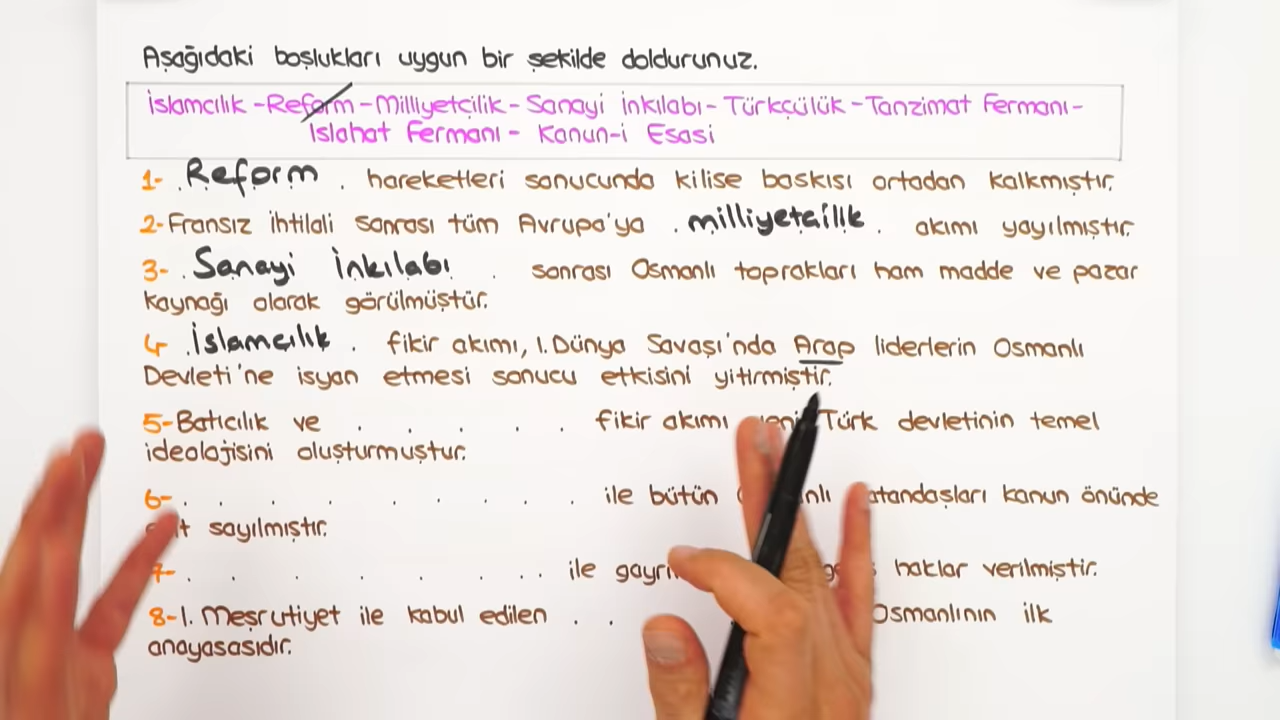 Aşağıdaki boşlukları uygun bir şekilde doldurunuz.
İslamcılık - Reform - Milliyetçilik - Sanayi İnkılabı - Türkçülük - Tanzimat Fermanı -
Islahat Fermanı - Kanun-i Esasi
1- . Reform . hareketleri sonucunda kilise baskısı ortadan kalkmıştır.
2- Fransız İhtilali sonrası tüm Avrupa'ya . milliyetçilik . akımı yayılmıştır.
3- . Sanayi İnkılabı . sonrası Osmanlı toprakları ham madde ve pazar
kaynağı olarak görülmüştür.
4- . İslamcılık . fikir akımı, I. Dünya Savaşı'nda Arap liderlerin Osmanlı
Devleti'ne isyan etmesi sonucu etkisini yitirmiştir.
5- Batıcılık ve . . . . . fikir akımı Türk devletinin temel
ideolojisini oluşturmuştur.
6- . . . . . . . . . ile bütün kanun önünde
sayılmıştır.
7- . . . . . . . . ile haklar verilmiştir.
8- I. Meşrutiyet ile kabul edilen . . Osmanlının ilk
anayasasıdır.